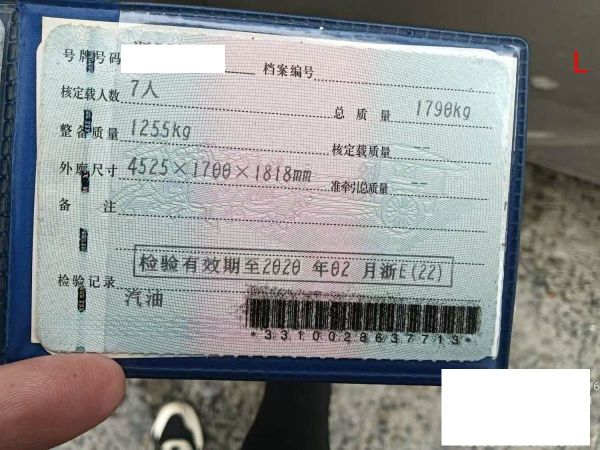 号牌号码
档案编号
核定载人数 7人
总质量 1790kg
整备质量 1255kg
核定载质量 --
外廓尺寸 4525×1700×1818mm
准牵引总质量 --
备注
检验有效期至2020年02月浙E(22)
检验记录
汽油
*3310028637713*
L